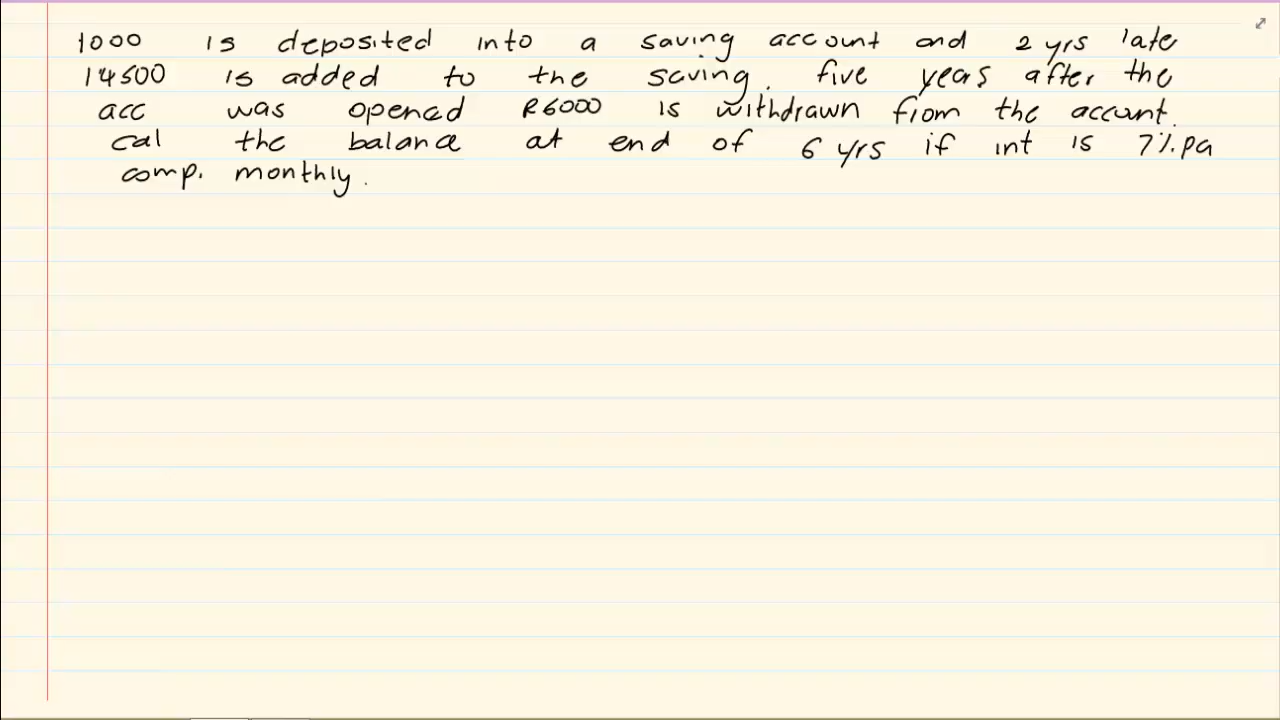 1000 is deposited into a saving account and 2 yrs late
14500 is added to the saving. five years after the
acc was opened R6000 is withdrawn from the account.
cal the balance at end of 6 yrs if int is 7%.pa
comp. monthly.